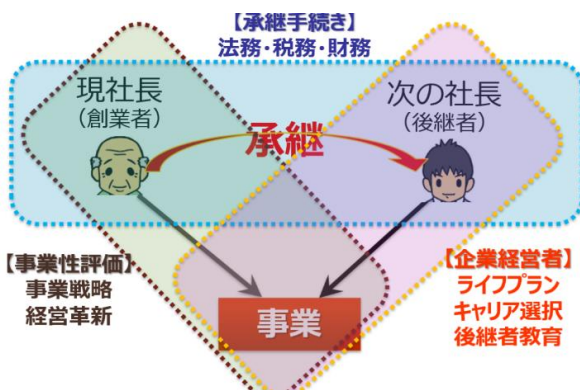 【承継手続き】
法務・税務・財務
現社長
（創業者）
次の社長
（後継者）
承継
【事業性評価】
事業戦略
経営革新
【企業経営者】
ライフプラン
キャリア選択
後継者教育
事業